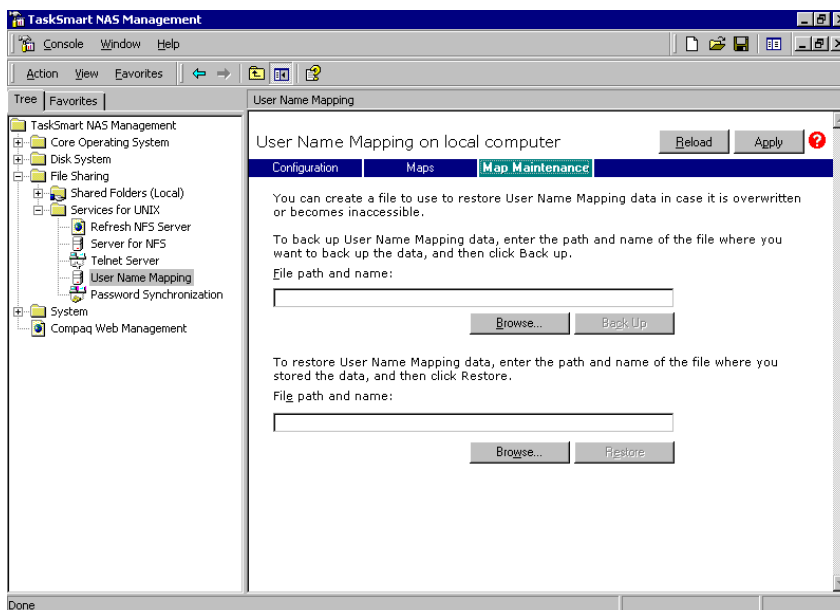 TaskSmart NAS Management
Console Window Help
Action View Favorites
Tree Favorites
User Name Mapping
TaskSmart NAS Management
Core Operating System
Disk System
File Sharing
Shared Folders (Local)
Services for UNIX
Refresh NFS Server
Server for NFS
Telnet Server
User Name Mapping
Password Synchronization
System
Compaq Web Management
User Name Mapping on local computer
Reload Apply ?
Configuration Maps Map Maintenance
You can create a file to use to restore User Name Mapping data in case it is overwritten
or becomes inaccessible.
To back up User Name Mapping data, enter the path and name of the file where you
want to back up the data, and then click Back up.
File path and name:
Browse... Back Up
To restore User Name Mapping data, enter the path and name of the file where you
stored the data, and then click Restore.
File path and name:
Browse... Restore
Done